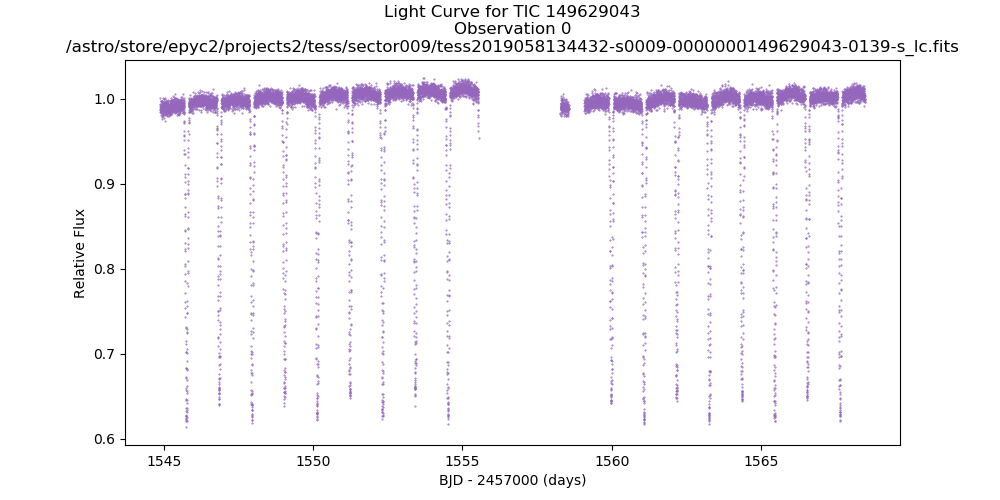 Light Curve for TIC 149629043
Observation 0
/astro/store/epyc2/projects2/tess/sector009/tess2019058134432-s0009-0000000149629043-0139-s_lc.fits
1.0
0.9
0.8
0.7
0.6
Relative Flux
1545 1550 1555 1560 1565
BJD - 2457000 (days)